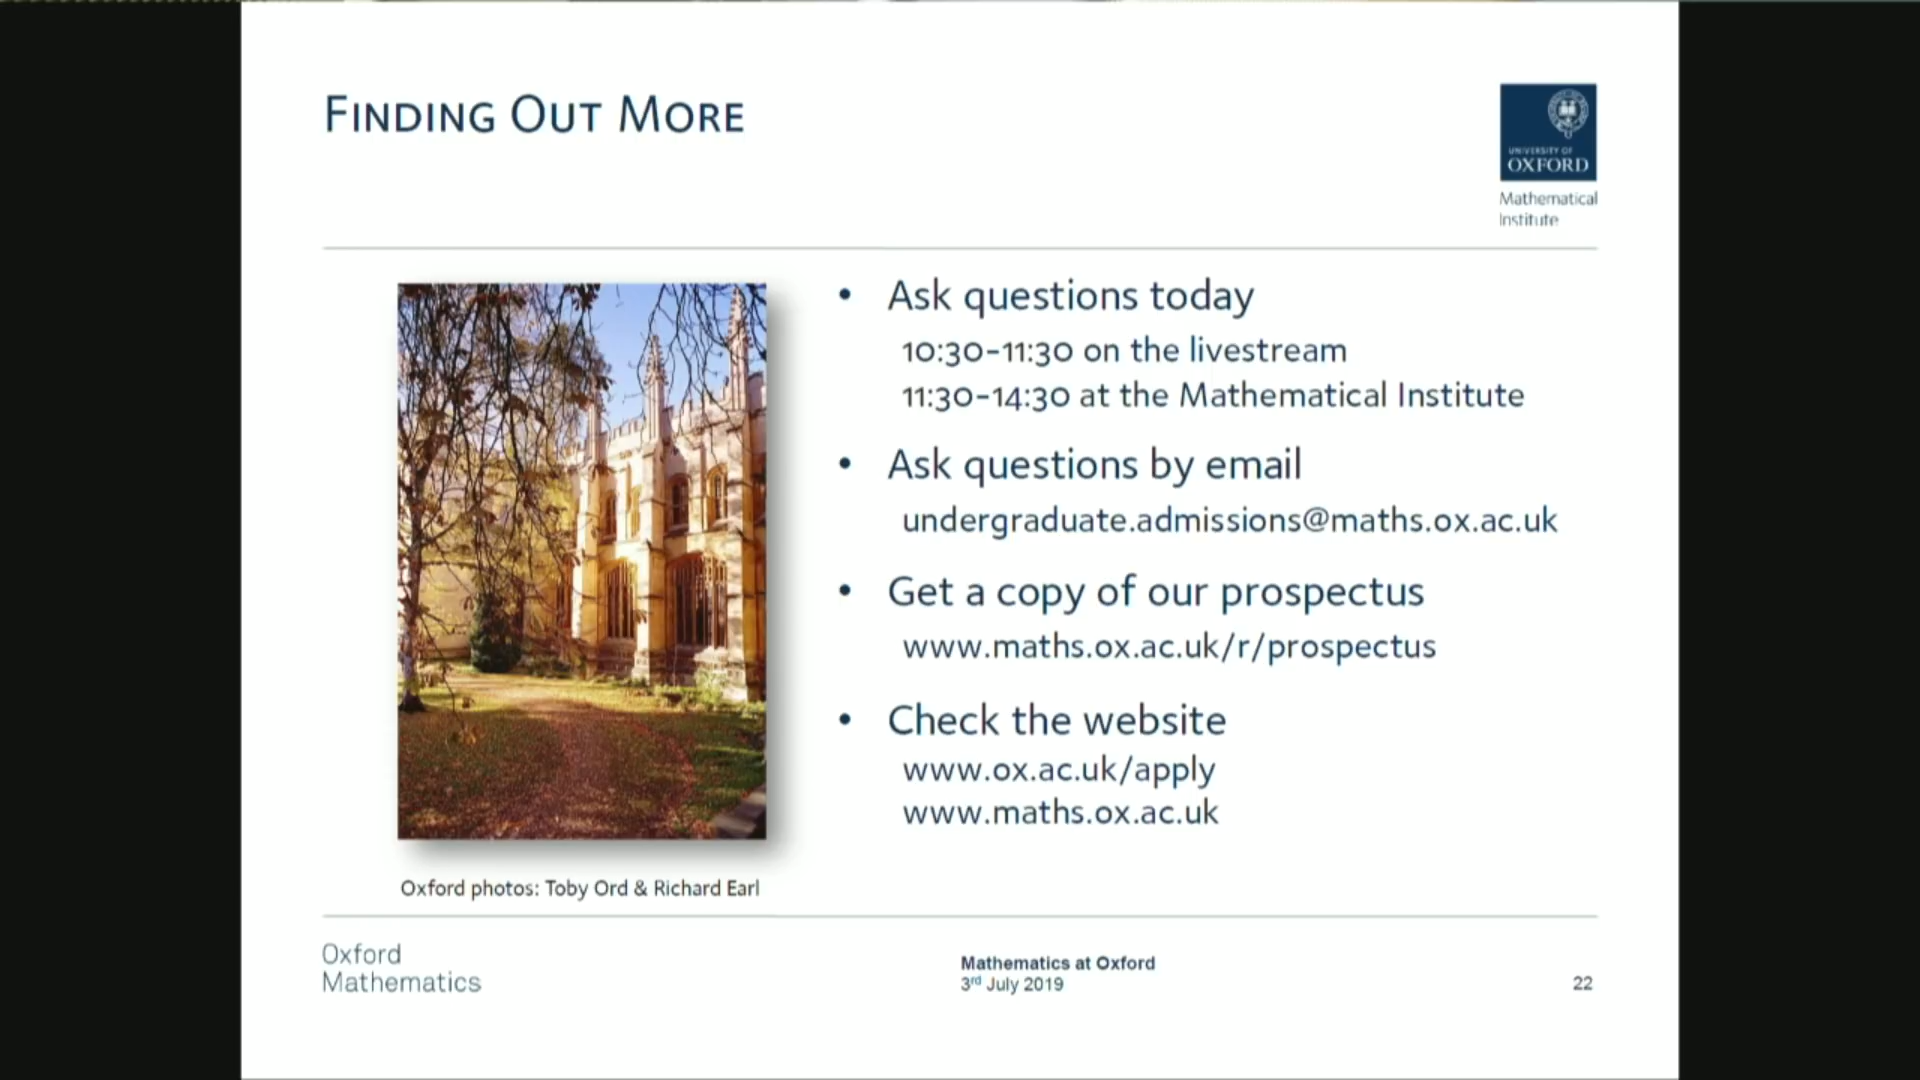 Finding Out More
UNIVERSITY OF
OXFORD
Mathematical
Institute
• Ask questions today
10:30-11:30 on the livestream
11:30-14:30 at the Mathematical Institute
• Ask questions by email
undergraduate.admissions@maths.ox.ac.uk
• Get a copy of our prospectus
www.maths.ox.ac.uk/r/prospectus
• Check the website
www.ox.ac.uk/apply
www.maths.ox.ac.uk
Oxford photos: Toby Ord & Richard Earl
Oxford
Mathematics
Mathematics at Oxford
3rd July 2019
22